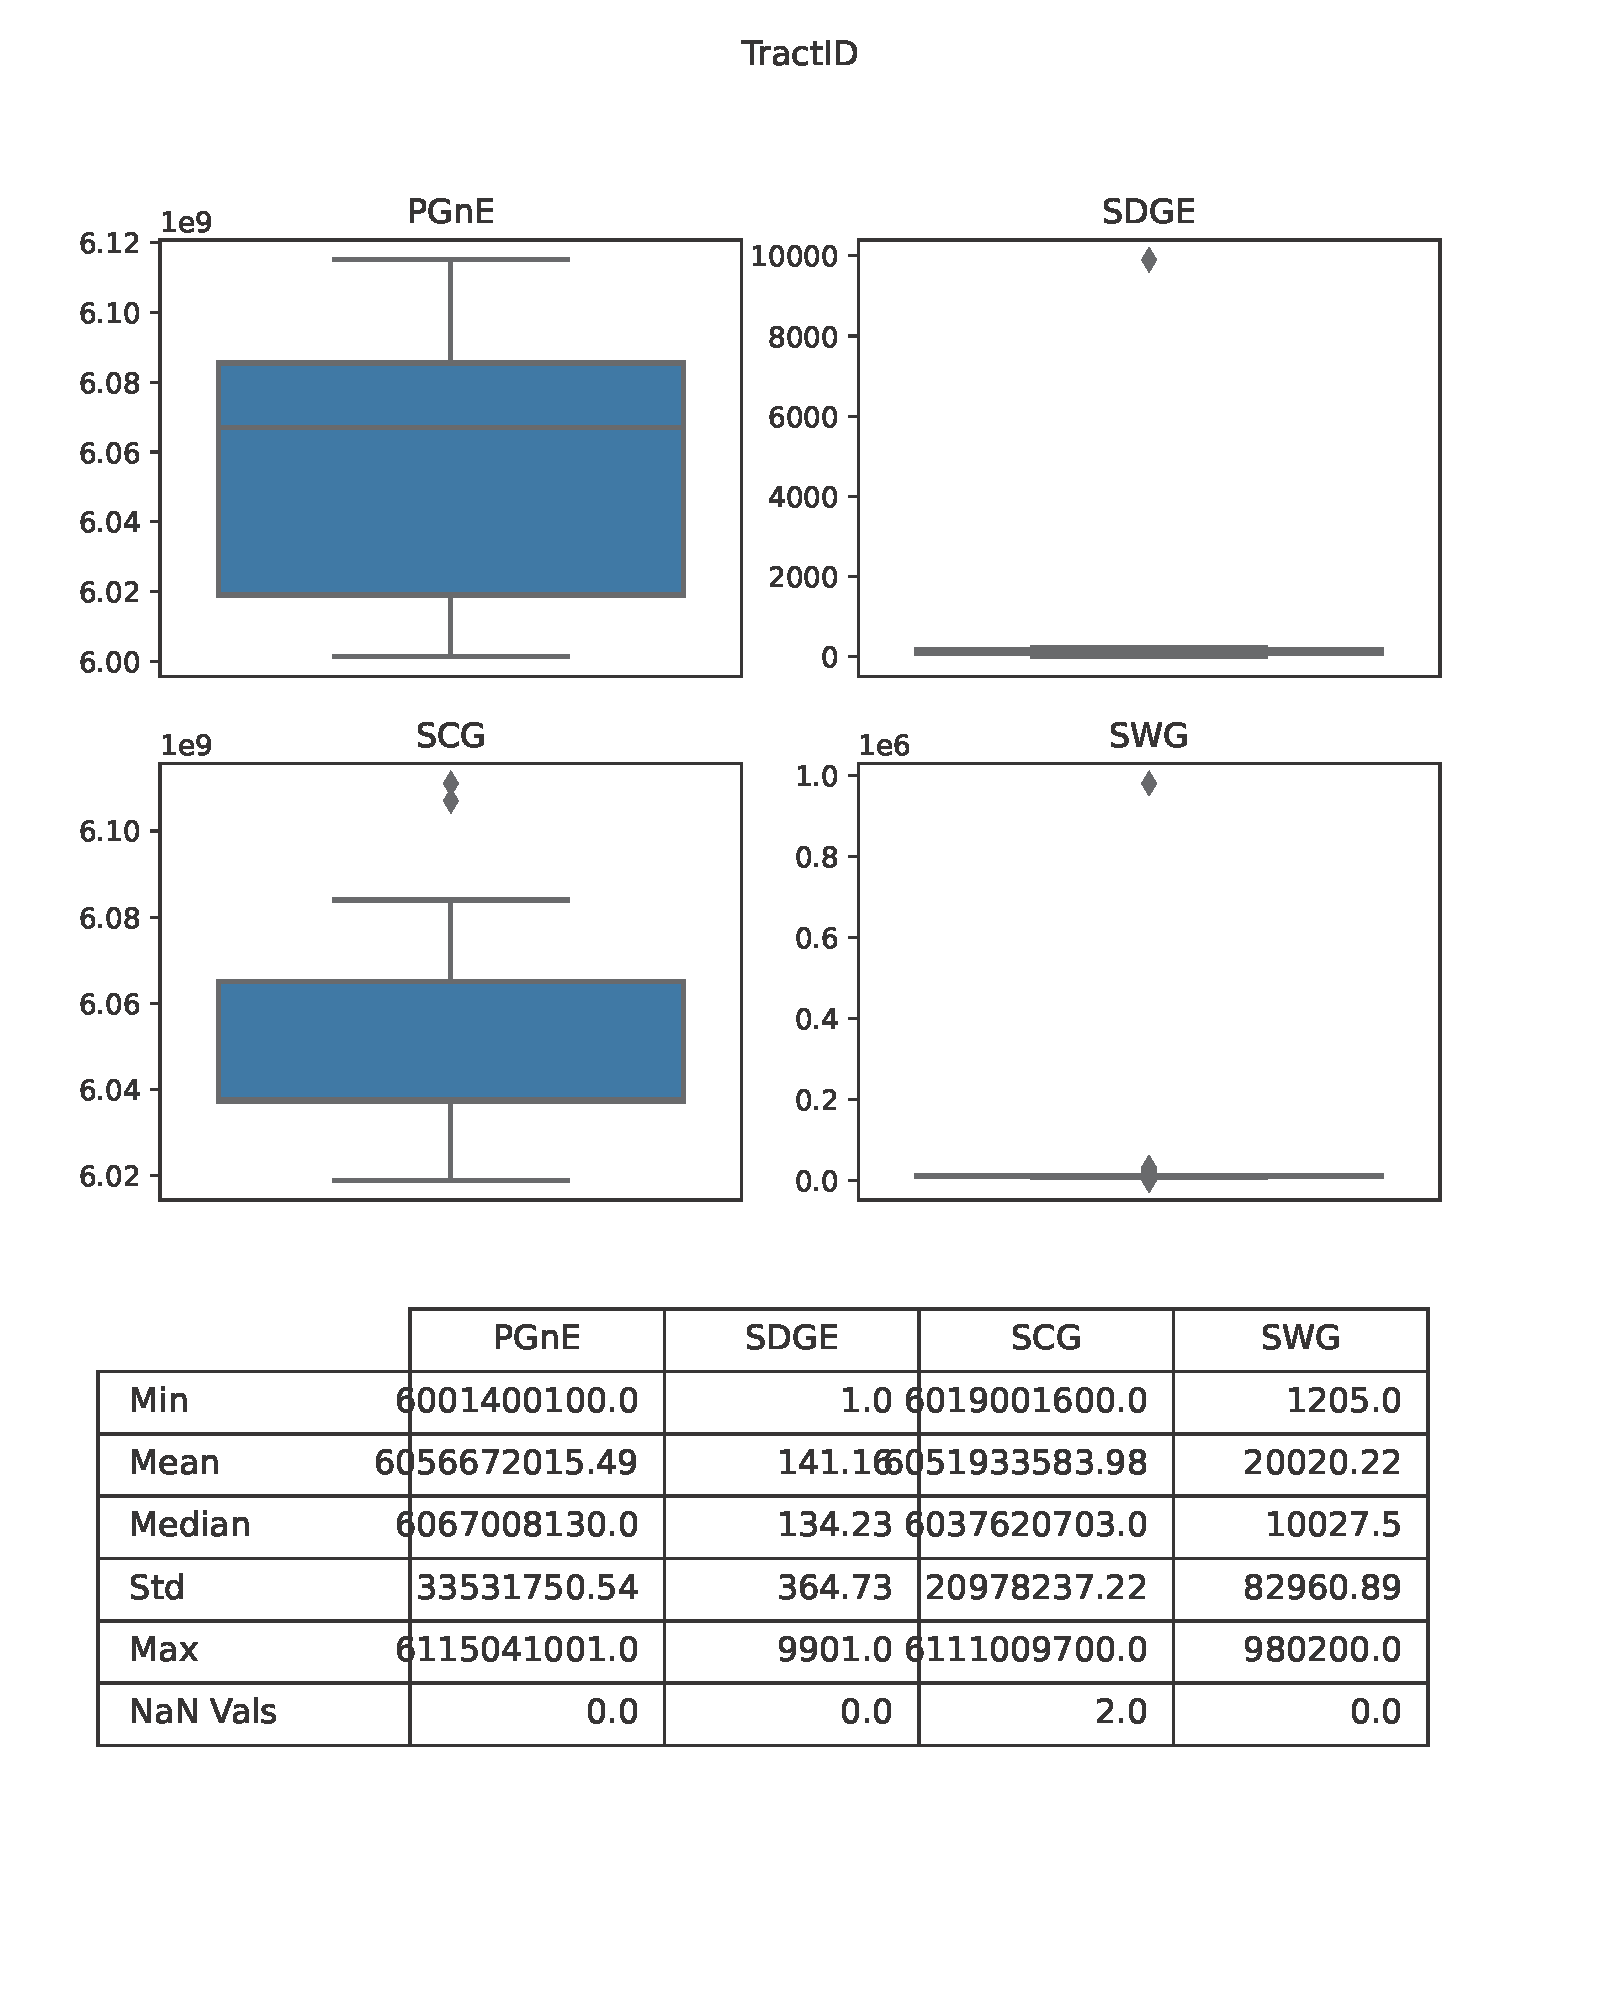 TractID
PGnE
1e9
6.12
6.10
6.08
6.06
6.04
6.02
6.00
SDGE
10000
8000
6000
4000
2000
0
SCG
1e9
6.10
6.08
6.06
6.04
6.02
SWG
1e6
1.0
0.8
0.6
0.4
0.2
0.0
PGnE SDGE SCG SWG
Min 6001400100.0 1.0 6019001600.0 1205.0
Mean 6056672015.49 141.16 6051933583.98 20020.22
Median 6067008130.0 134.23 6037620703.0 10027.5
Std 33531750.54 364.73 20978237.22 82960.89
Max 6115041001.0 9901.0 6111009700.0 980200.0
NaN Vals 0.0 0.0 2.0 0.0